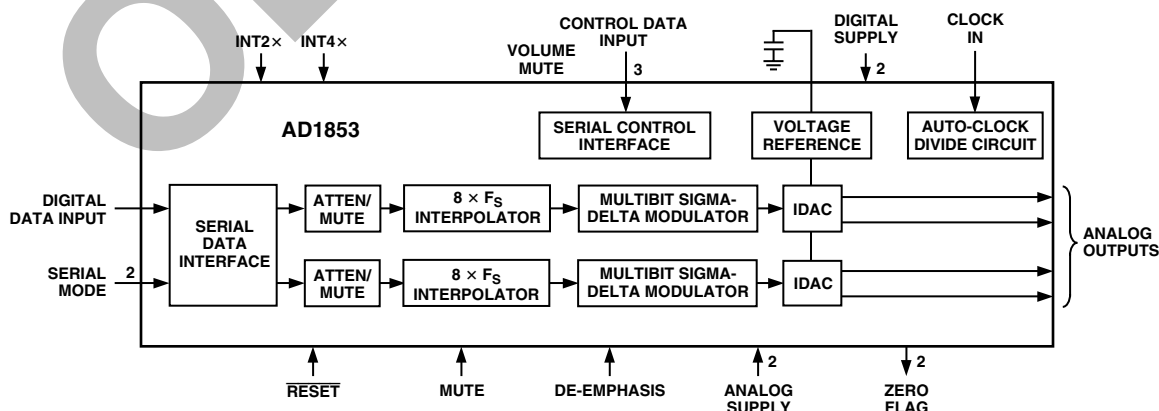 INT2×
INT4×
VOLUME
MUTE
CONTROL DATA
INPUT
3
DIGITAL
SUPPLY
2
CLOCK
IN
AD1853
SERIAL CONTROL
INTERFACE
VOLTAGE
REFERENCE
AUTO-CLOCK
DIVIDE CIRCUIT
DIGITAL
DATA INPUT
SERIAL
MODE
2
SERIAL
DATA
INTERFACE
ATTEN/
MUTE
8 × FS
INTERPOLATOR
MULTIBIT SIGMA-
DELTA MODULATOR
IDAC
ATTEN/
MUTE
8 × FS
INTERPOLATOR
MULTIBIT SIGMA-
DELTA MODULATOR
IDAC
ANALOG
OUTPUTS
RESET
MUTE
DE-EMPHASIS
2
ANALOG
SUPPLY
2
ZERO
FLAG